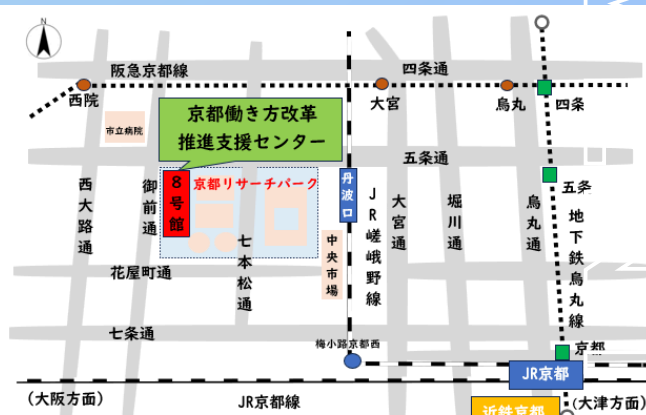 N
阪急京都線
四条通
西院
大宮
烏丸
四条
市立病院
京都働き方改革
推進支援センター
五条通
8号館
京都リサーチパーク
丹波口
五条
西大路通
御前通
七本松通
中央市場
JR嵯峨野線
大宮通
堀川通
烏丸通
地下鉄烏丸線
花屋町通
七条通
梅小路京都西
京都
JR京都
(大阪方面)
JR京都線
近鉄京都
(大津方面)